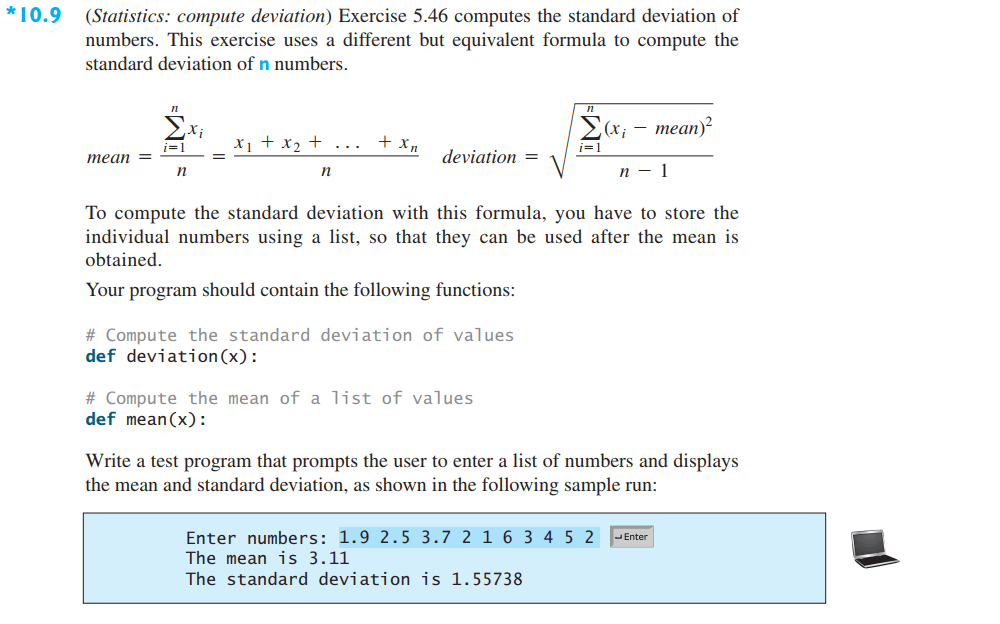 *10.9 (Statistics: compute deviation) Exercise 5.46 computes the standard deviation of
numbers. This exercise uses a different but equivalent formula to compute the
standard deviation of n numbers.
mean = \frac{\sum_{i=1}^{n} x_i}{n} = \frac{x_1 + x_2 + ... + x_n}{n} deviation = \sqrt{\frac{\sum_{i=1}^{n} (x_i - mean)^2}{n - 1}}
To compute the standard deviation with this formula, you have to store the
individual numbers using a list, so that they can be used after the mean is
obtained.
Your program should contain the following functions:
# Compute the standard deviation of values
def deviation(x):
# Compute the mean of a list of values
def mean(x):
Write a test program that prompts the user to enter a list of numbers and displays
the mean and standard deviation, as shown in the following sample run:
Enter numbers: 1.9 2.5 3.7 2 1 6 3 4 5 2 ↵Enter
The mean is 3.11
The standard deviation is 1.55738